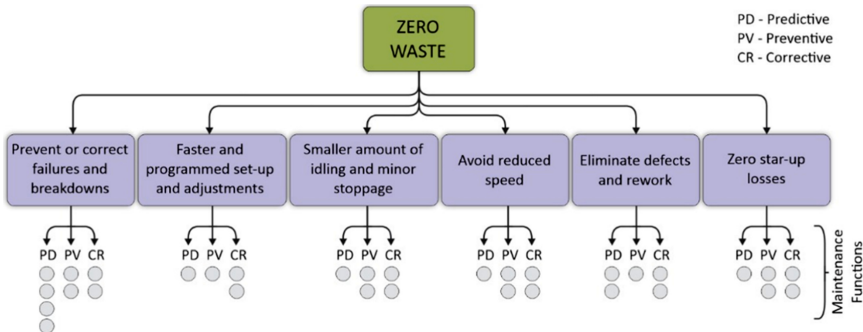 ZERO
WASTE
PD - Predictive
PV - Preventive
CR - Corrective
Prevent or correct
failures and
breakdowns
Faster and
programmed set-up
and adjustments
Smaller amount of
idling and minor
stoppage
Avoid reduced
speed
Eliminate defects
and rework
Zero star-up
losses
PD PV CR
PD PV CR
PD PV CR
PD PV CR
PD PV CR
PD PV CR
Maintenance
Functions